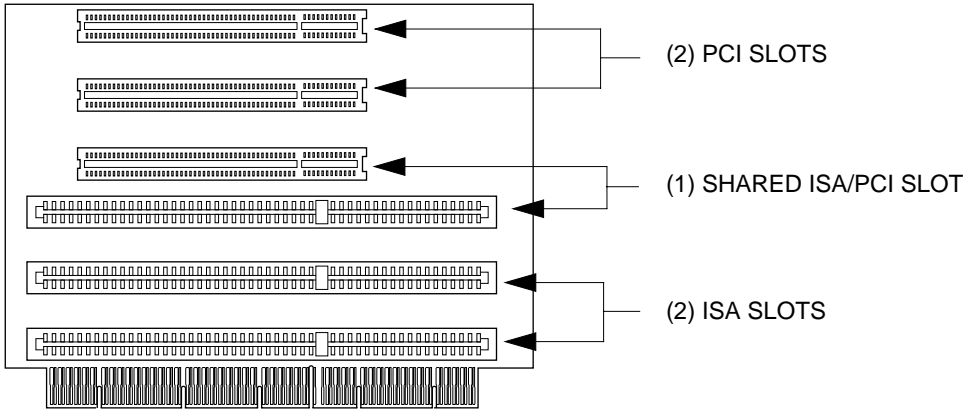 (2) PCI SLOTS
(1) SHARED ISA/PCI SLOT
(2) ISA SLOTS